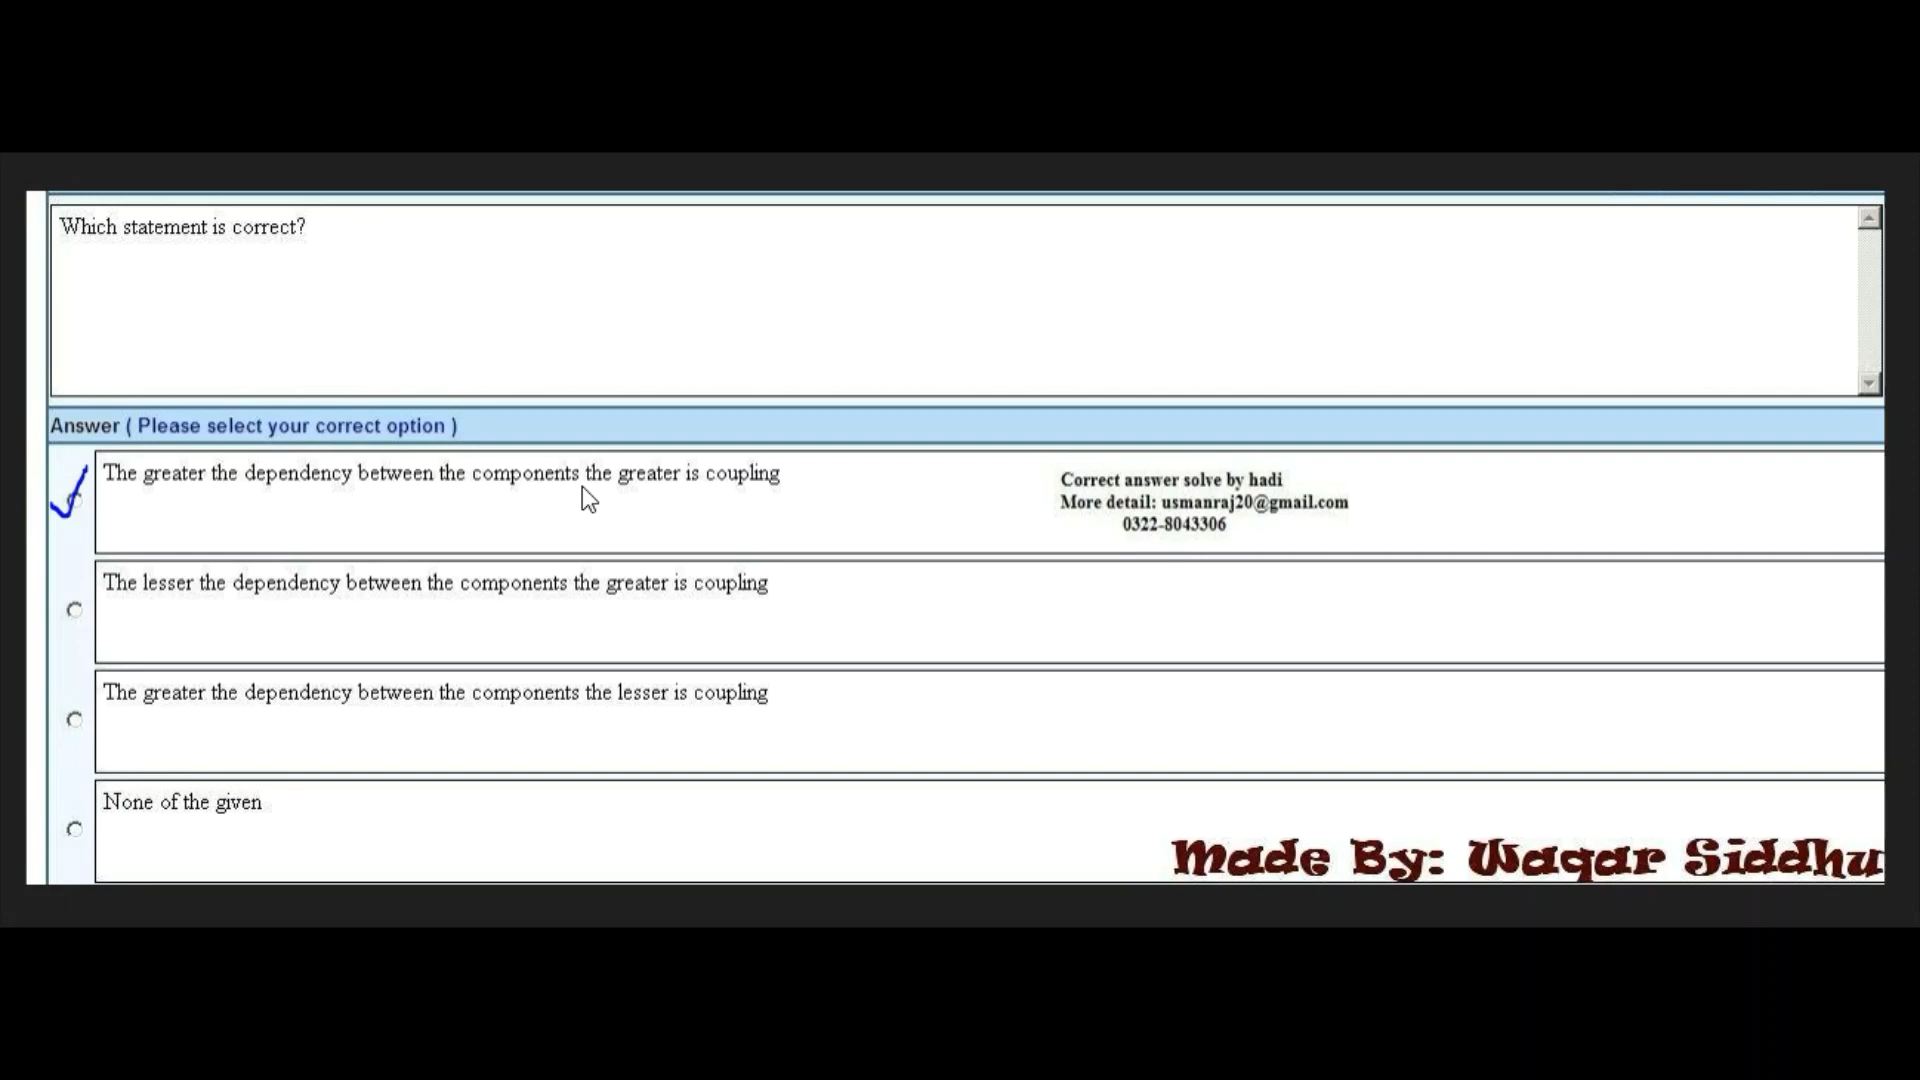 Which statement is correct?
Answer ( Please select your correct option )
The greater the dependency between the components the greater is coupling
Correct answer solve by hadi
More detail: usmanraj20@gmail.com
0322-8043306
The lesser the dependency between the components the greater is coupling
The greater the dependency between the components the lesser is coupling
None of the given
Made By: Waqar Siddhu